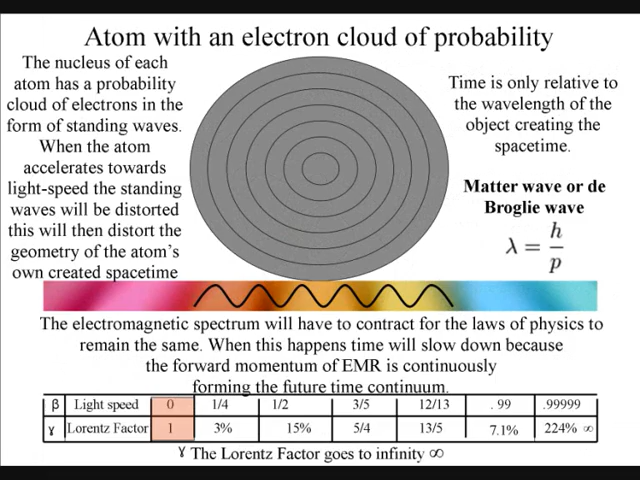 Atom with an electron cloud of probability
The nucleus of each
atom has a probability
cloud of electrons in the
form of standing waves.
When the atom
accelerates towards
light-speed the standing
waves will be distorted
this will then distort the
geometry of the atom's
own created spacetime
Time is only relative to
the wavelength of the
object creating the
spacetime.
Matter wave or de
Broglie wave
λ = h/p
The electromagnetic spectrum will have to contract for the laws of physics to
remain the same. When this happens time will slow down because
the forward momentum of EMR is continuously
forming the future time continuum.
β Light speed 0 1/4 1/2 3/5 12/13 .99 .99999
γ Lorentz Factor 1 3% 15% 5/4 13/5 7.1% 224% ∞
γ The Lorentz Factor goes to infinity ∞